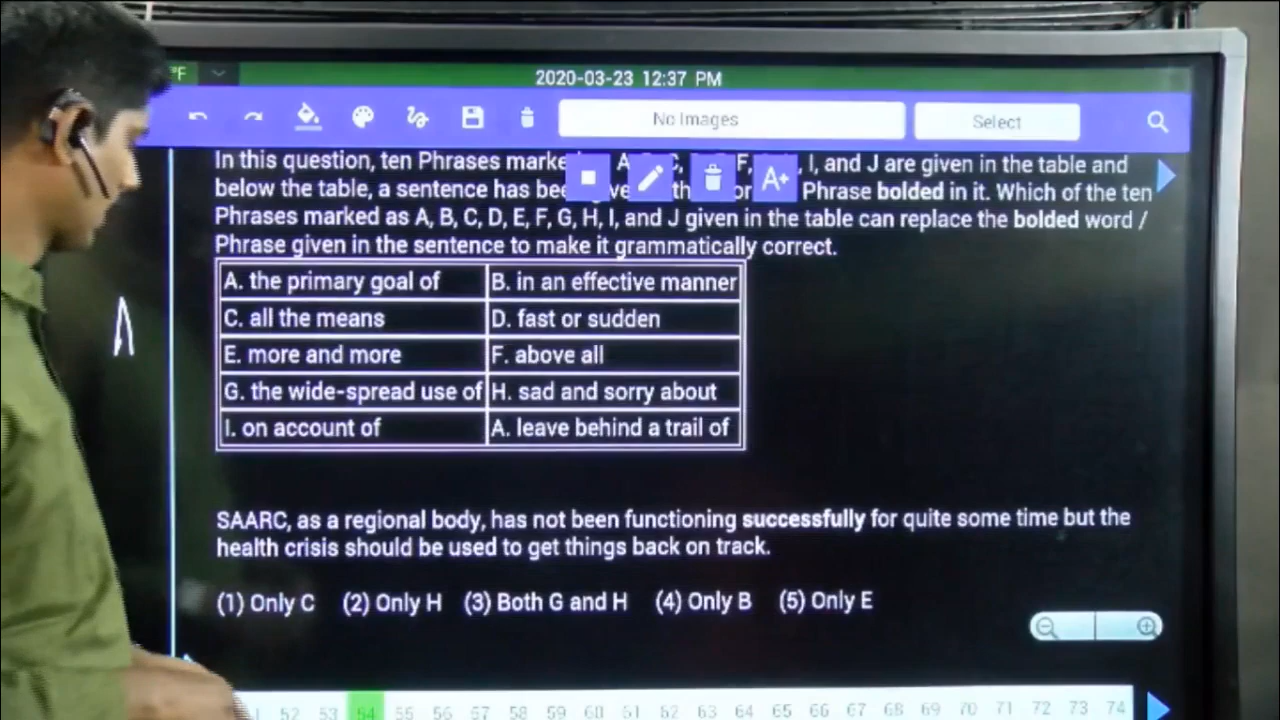 °F
2020-03-23 12:37 PM
No Images
Select
In this question, ten Phrases marke A C, F, I, and J are given in the table and
below the table, a sentence has bee ve th or Phrase bolded in it. Which of the ten
Phrases marked as A, B, C, D, E, F, G, H, I, and J given in the table can replace the bolded word /
Phrase given in the sentence to make it grammatically correct.
A+
A. the primary goal of
B. in an effective manner
C. all the means
D. fast or sudden
E. more and more
F. above all
G. the wide-spread use of
H. sad and sorry about
I. on account of
A. leave behind a trail of
SAARC, as a regional body, has not been functioning successfully for quite some time but the
health crisis should be used to get things back on track.
(1) Only C (2) Only H (3) Both G and H (4) Only B (5) Only E
52 53 54 55 56 57 58 59 60 61 62 63 64 65 66 67 68 69 70 71 72 73 74